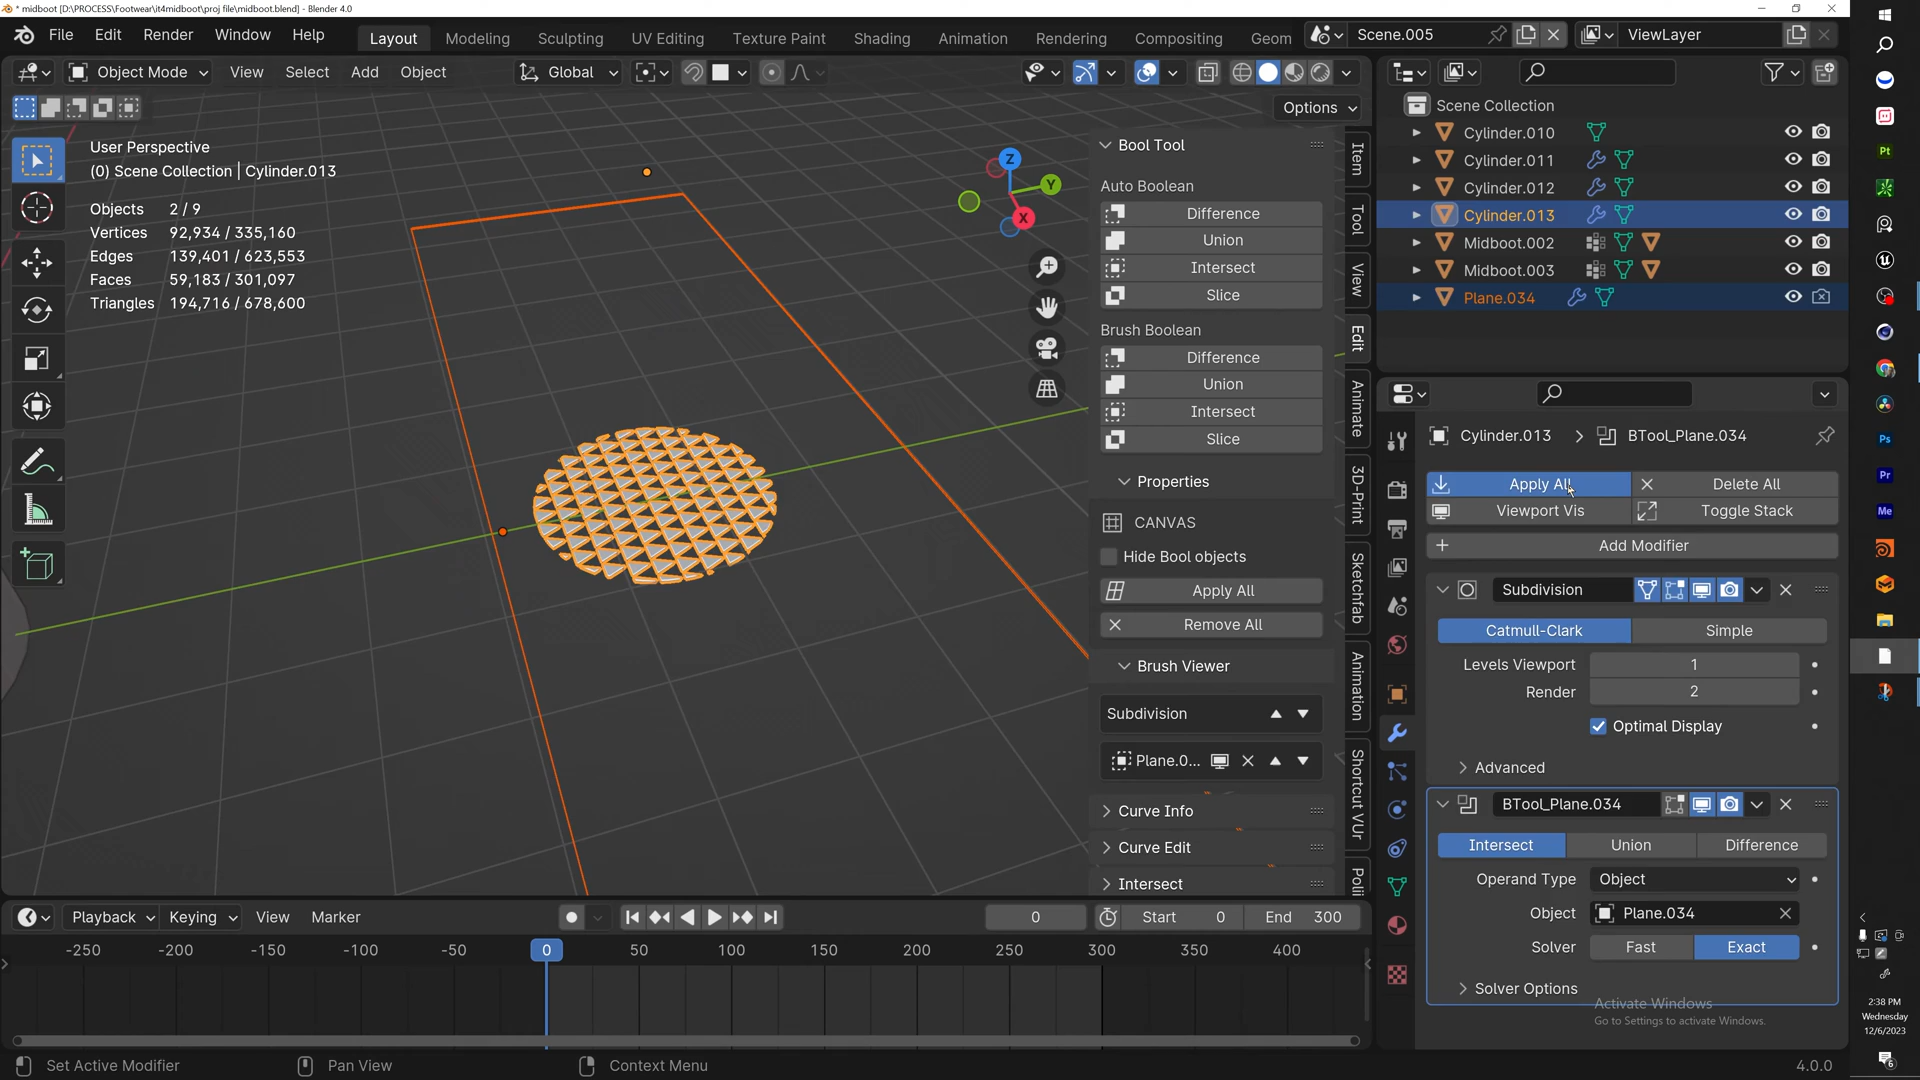 * midboot [D:\PROCESS\Footwear\it4midboot\proj file\midboot.blend] - Blender 4.0
File Edit Render Window Help
Layout Modeling Sculpting UV Editing Texture Paint Shading Animation Rendering Compositing Geom
Scene.005
ViewLayer
Object Mode View Select Add Object
Global
Options
User Perspective
(0) Scene Collection | Cylinder.013
Objects 2 / 9
Vertices 92,934 / 335,160
Edges 139,401 / 623,553
Faces 59,183 / 301,097
Triangles 194,716 / 678,600
Z
Y
X
Bool Tool
Auto Boolean
Difference
Union
Intersect
Slice
Brush Boolean
Difference
Union
Intersect
Slice
Properties
CANVAS
Hide Bool objects
Apply All
Remove All
Brush Viewer
Subdivision
Plane.0...
Curve Info
Curve Edit
Intersect
Item
Tool
View
Edit
Animate
3D-Print
Sketchfab
Animation
Shortcut VUr
Scene Collection
Cylinder.010
Cylinder.011
Cylinder.012
Cylinder.013
Midboot.002
Midboot.003
Plane.034
Cylinder.013 > BTool_Plane.034
Apply All Delete All
Viewport Vis Toggle Stack
Add Modifier
Subdivision
Catmull-Clark Simple
Levels Viewport 1
Render 2
Optimal Display
Advanced
BTool_Plane.034
Intersect Union Difference
Operand Type Object
Object Plane.034
Solver Fast Exact
Solver Options
Activate Windows
Go to Settings to activate Windows.
Playback Keying View Marker
0
Start 0
End 300
-250 -200 -150 -100 -50 0 50 100 150 200 250 300 350 400
Set Active Modifier
Pan View
Context Menu
4.0.0
Pt
Ps
Pr
Me
2:38 PM
Wednesday
12/6/2023
6